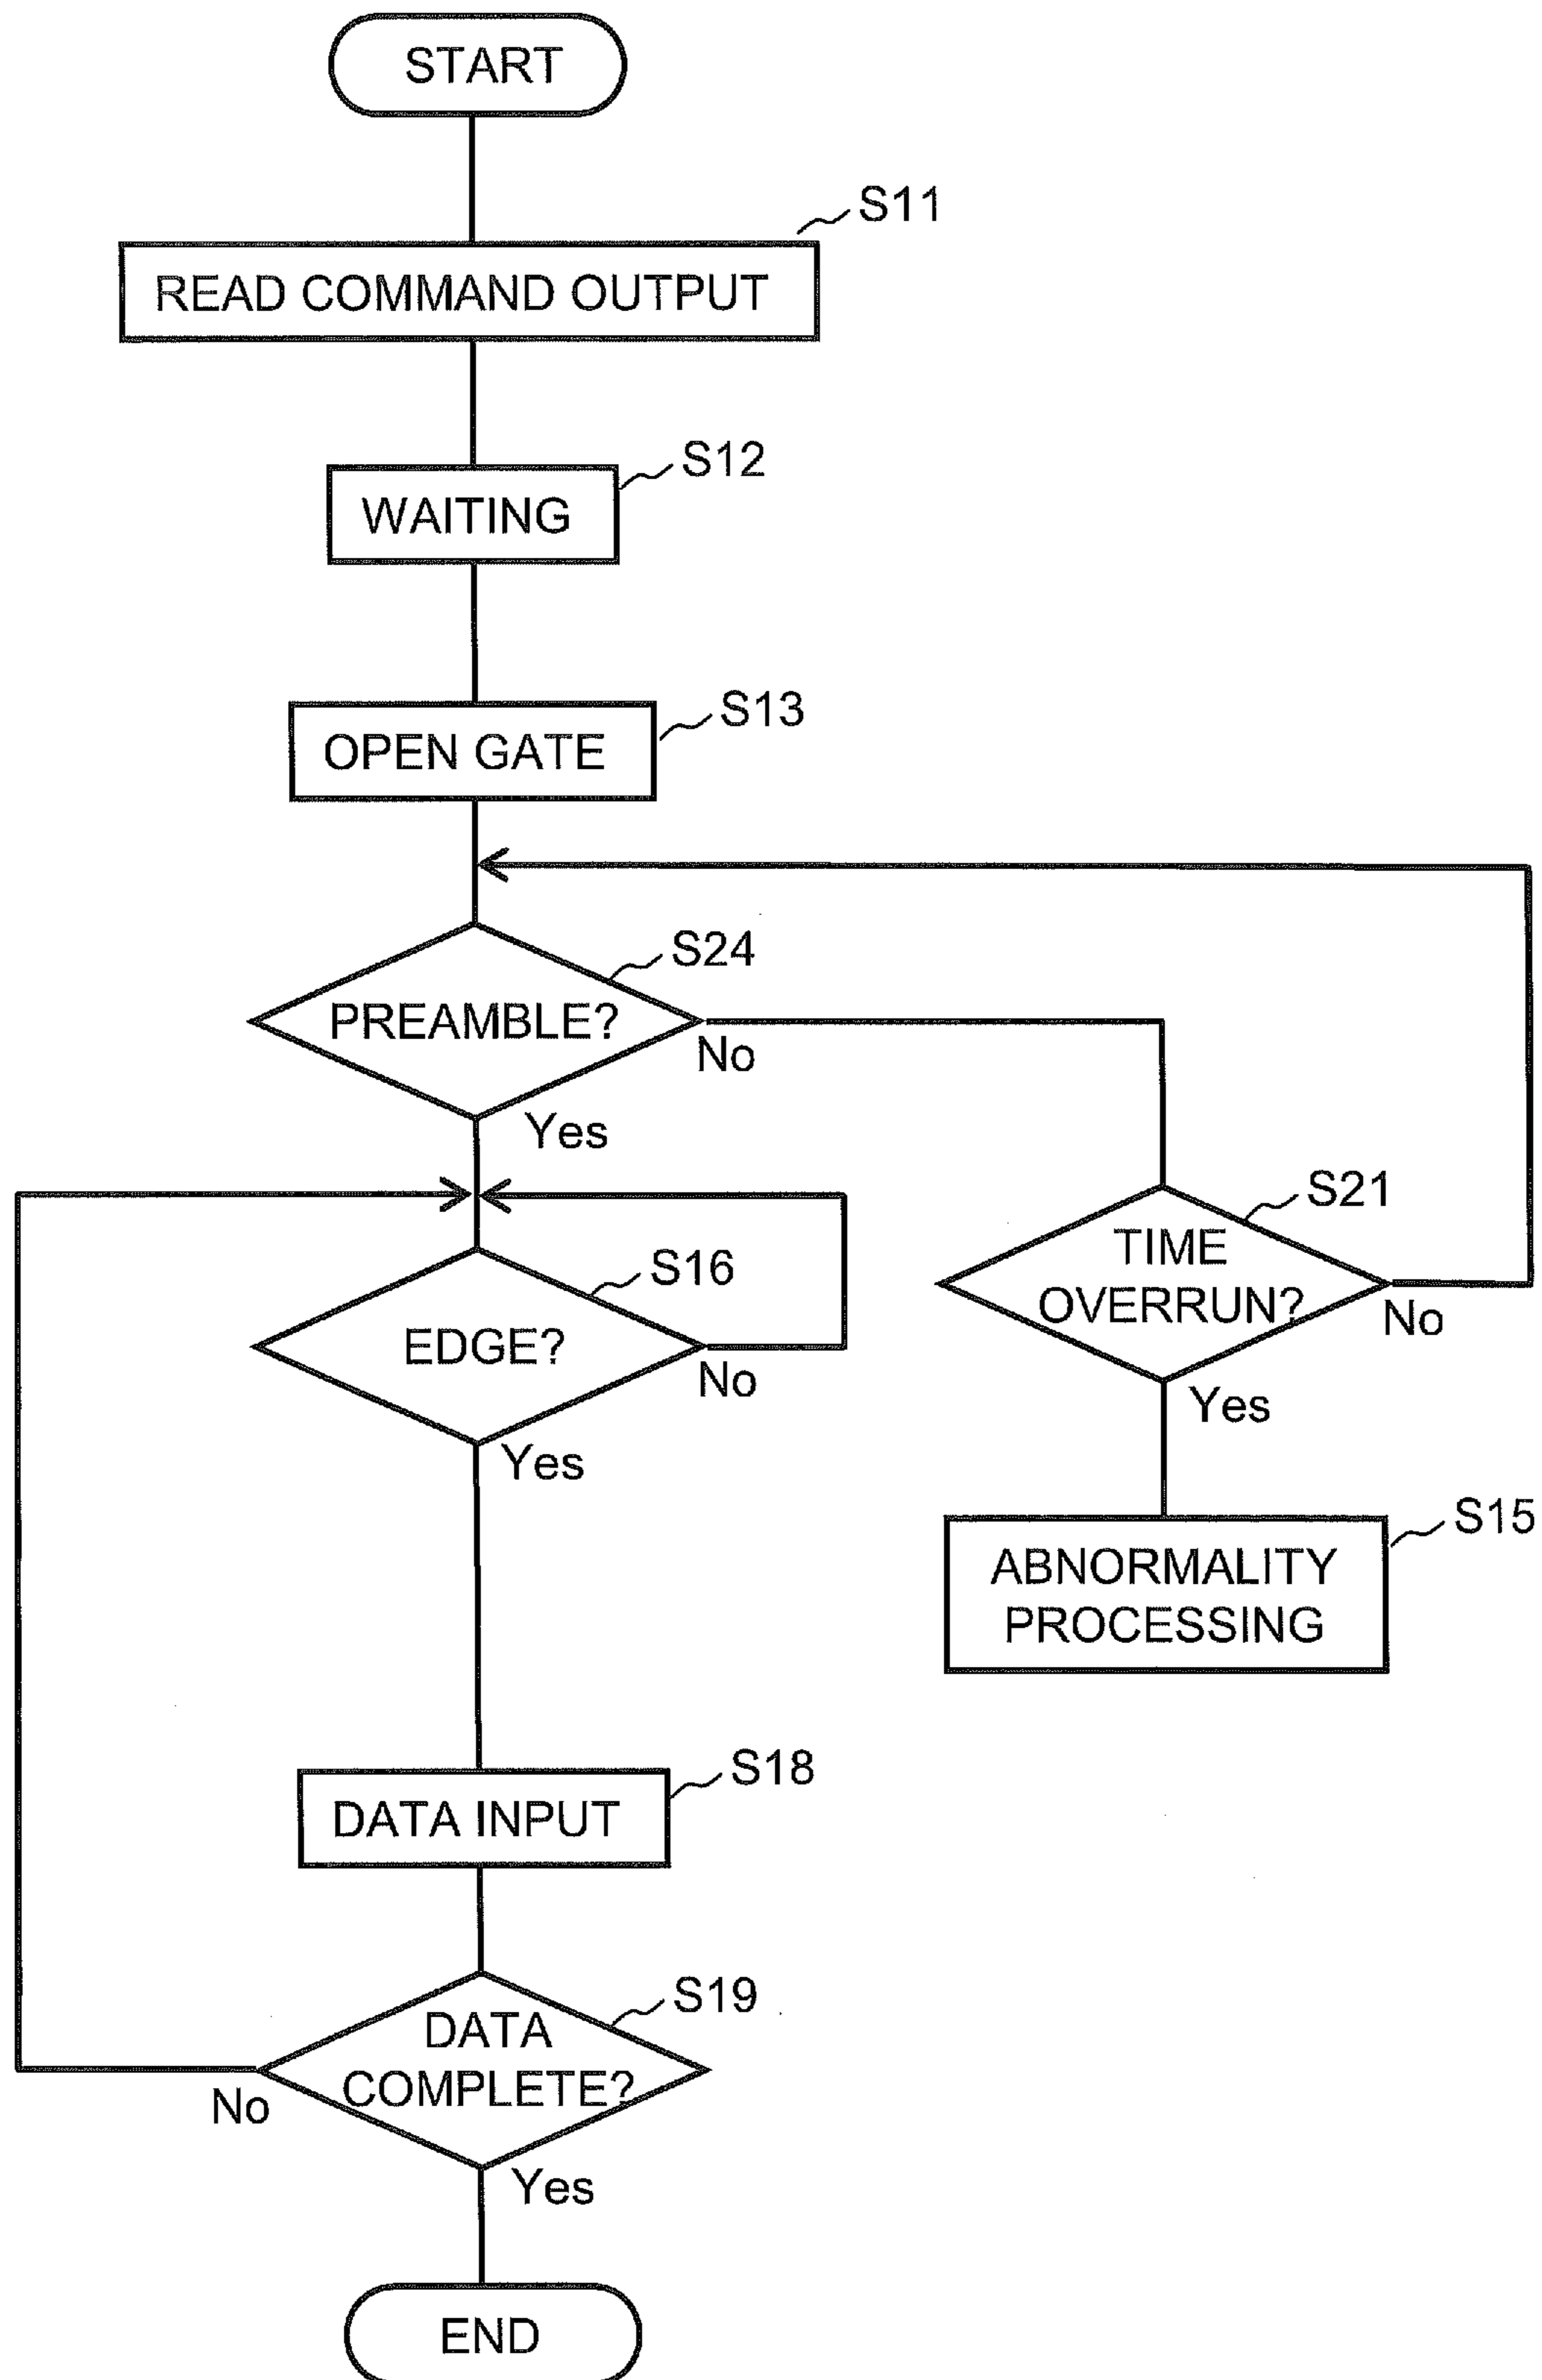 START
S11
READ COMMAND OUTPUT
S12
WAITING
S13
OPEN GATE
S24
PREAMBLE?
No
Yes
S21
TIME
OVERRUN?
No
Yes
S16
EDGE?
No
Yes
S15
ABNORMALITY
PROCESSING
S18
DATA INPUT
S19
DATA
COMPLETE?
No
Yes
END